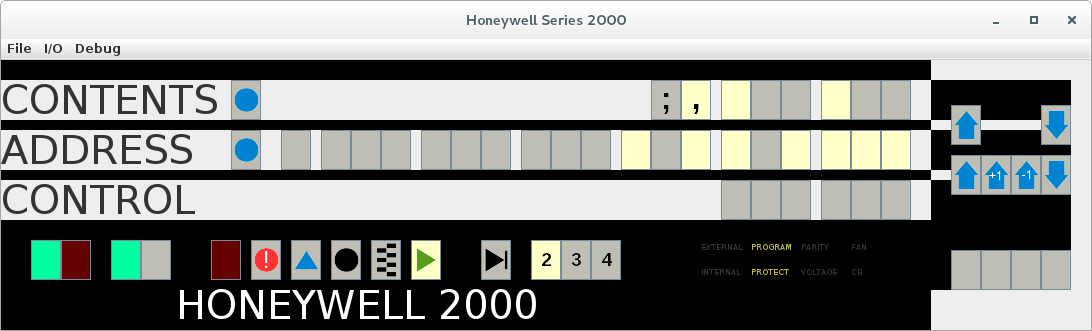 Honeywell Series 2000
File I/O Debug
CONTENTS ; ,
ADDRESS
+1 -1
CONTROL
! 2 3 4
EXTERNAL PROGRAM PARITY FAN
INTERNAL PROTECT VOLTAGE CB
HONEYWELL 2000